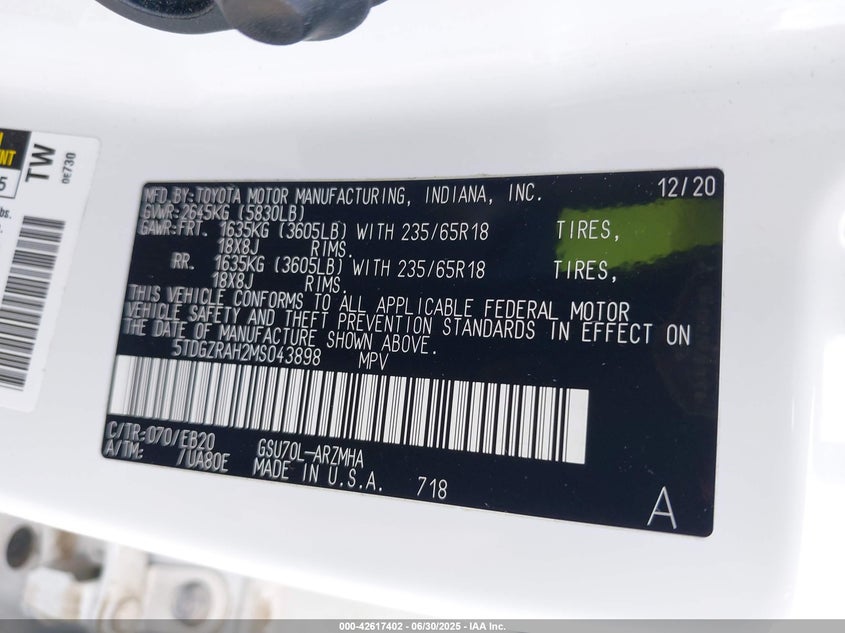 MFD.BY:TOYOTA MOTOR MANUFACTURING, INDIANA, INC. 12/20
GVWR:2645KG (5830LB)
GAWR:FRT. 1635KG (3605LB) WITH 235/65R18 TIRES,
18X8J RIMS.
RR. 1635KG (3605LB) WITH 235/65R18 TIRES,
18X8J RIMS.
THIS VEHICLE CONFORMS TO ALL APPLICABLE FEDERAL MOTOR
VEHICLE SAFETY AND THEFT PREVENTION STANDARDS IN EFFECT ON
THE DATE OF MANUFACTURE SHOWN ABOVE.
5TDGZRAH2MS043898 MPV
C/TR:070/EB20 GSU70L-ARZMHA
A/TM: /UA80E MADE IN U.S.A. 718
A
TW
0E730
5
lbs.
000-42617402 - 06/30/2025 - IAA Inc.